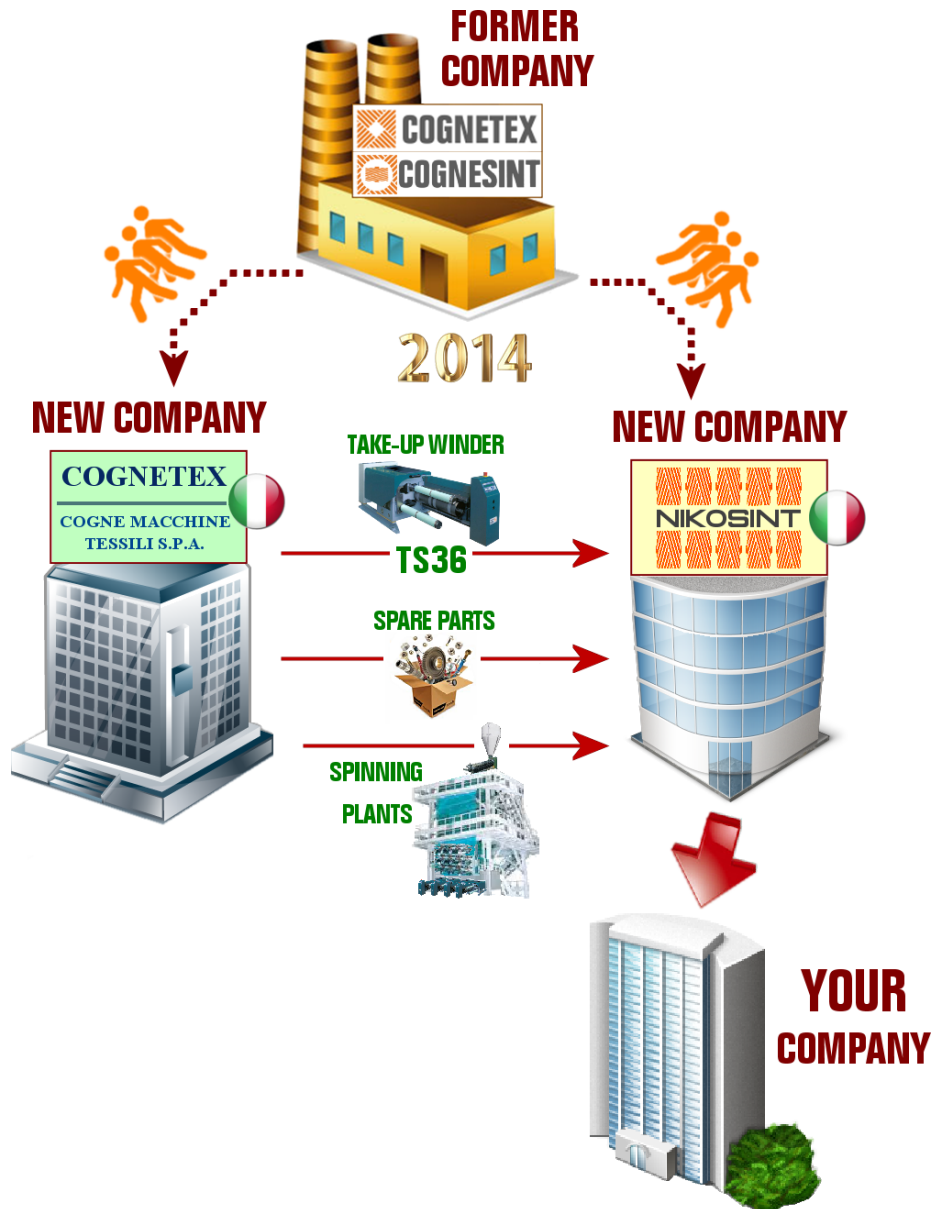 FORMER
COMPANY
COGNETEX
COGNESINT
2014
NEW COMPANY
COGNETEX
COGNE MACCHINE
TESSILI S.P.A.
TAKE-UP WINDER
TS36
SPARE PARTS
SPINNING
PLANTS
NEW COMPANY
NIKOSINT
YOUR
COMPANY